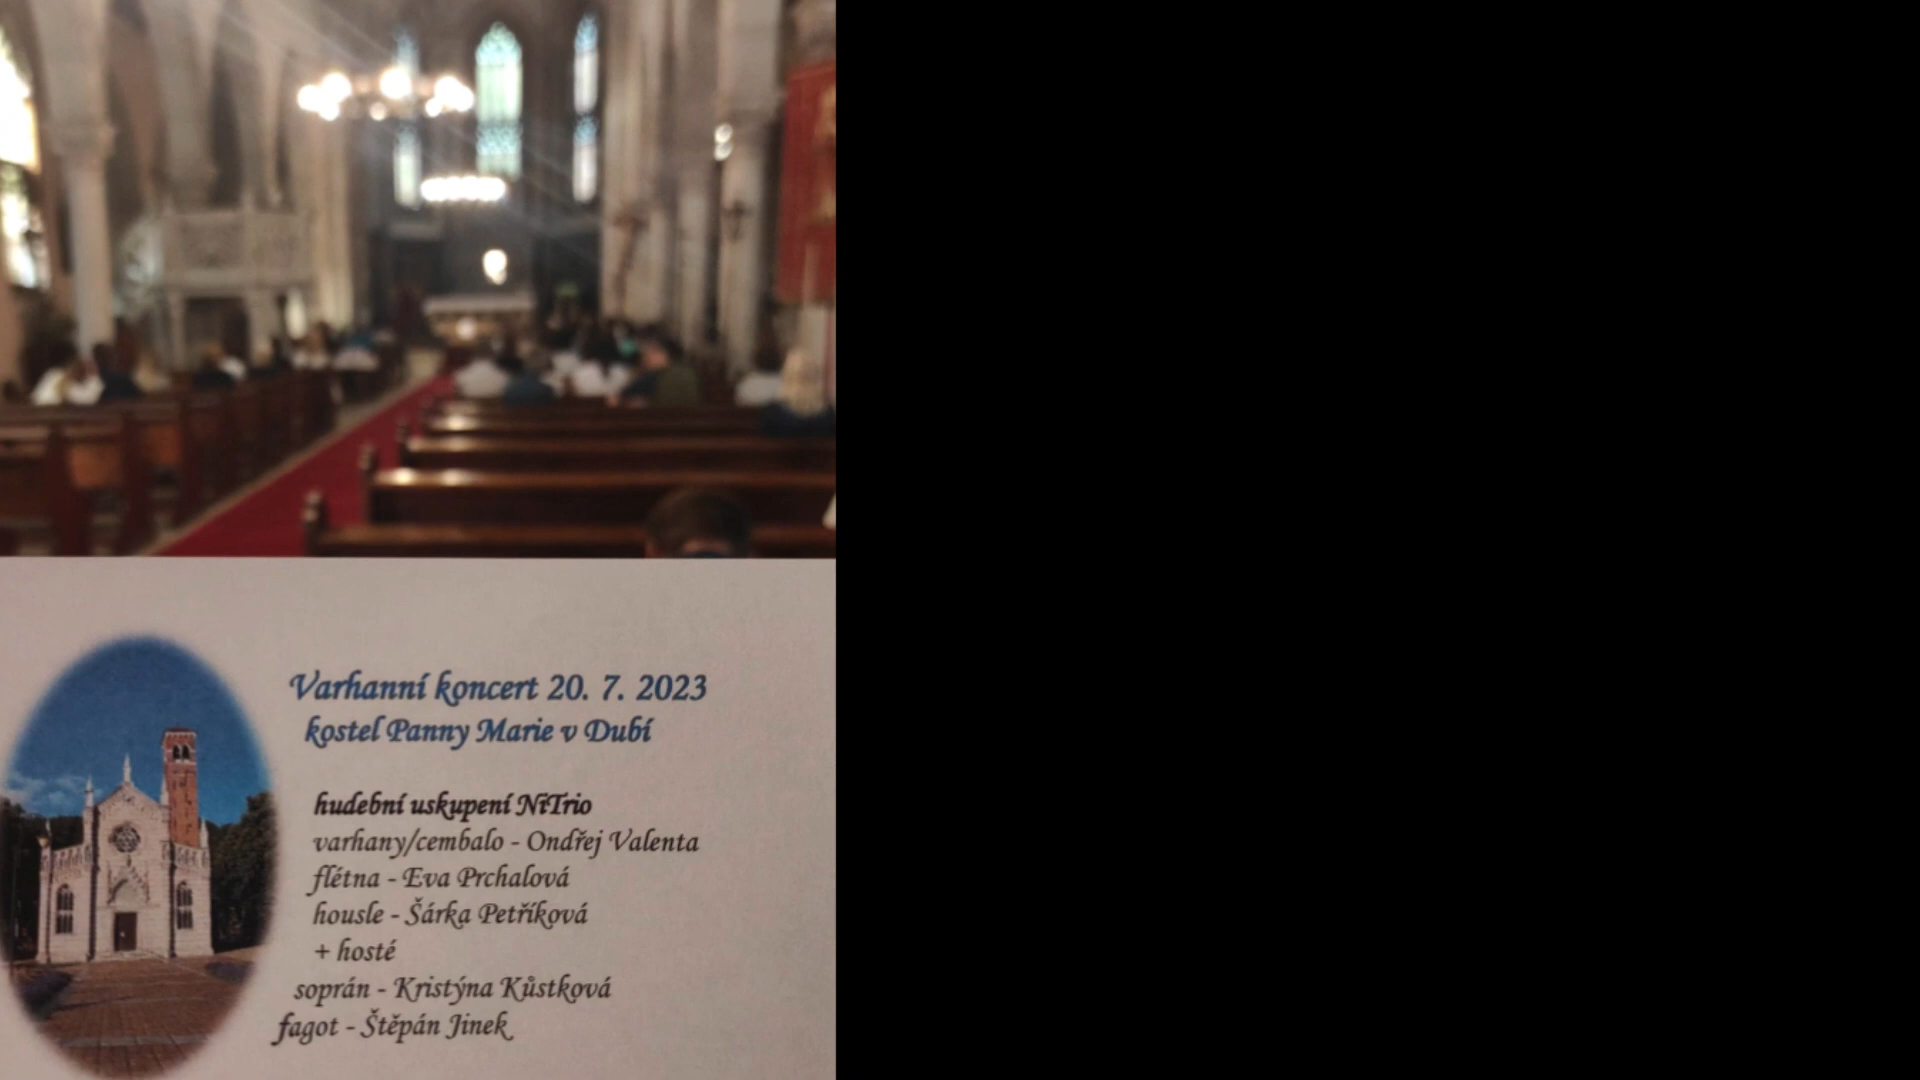 Varhanní koncert 20. 7. 2023
kostel Panny Marie v Dubí
hudební uskupení NiTrio
varhany/cembalo - Ondřej Valenta
flétna - Eva Prchalová
housle - Šárka Petříková
+ hosté
soprán - Kristýna Kůstková
fagot - Štěpán Jinek